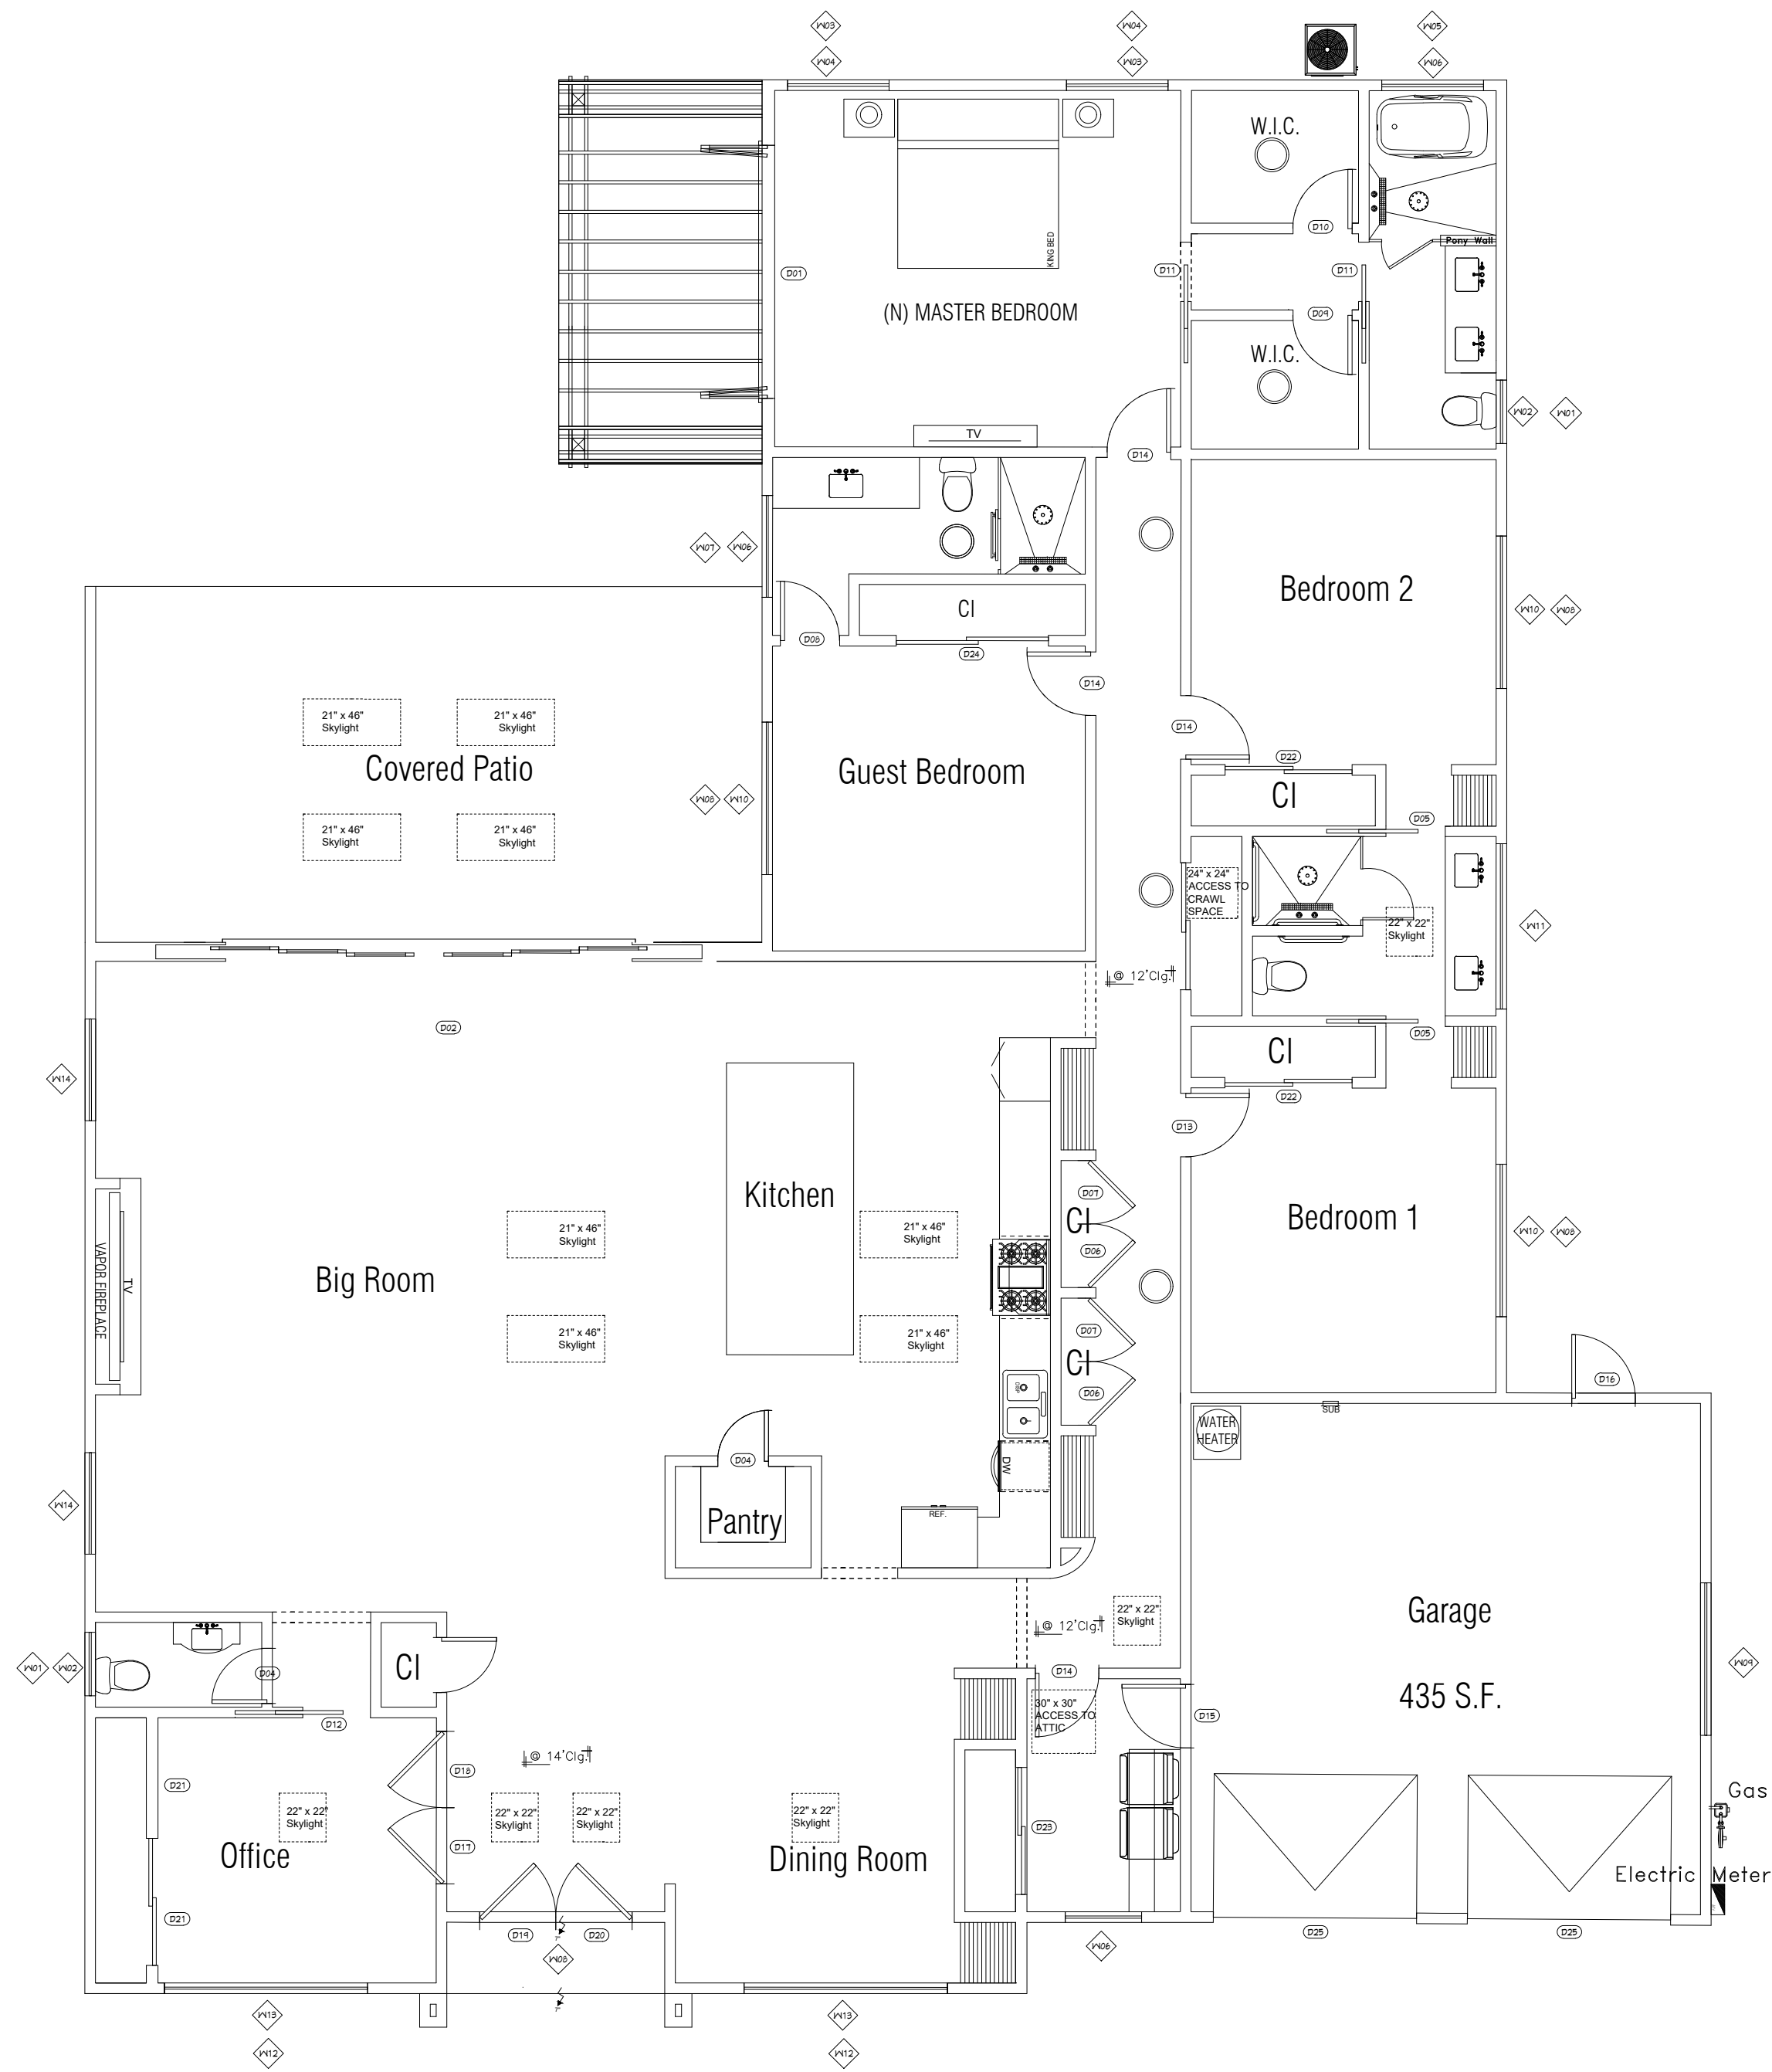 W03
W04
W05
W04
W03
W06
W.I.C.
D10
Pony Wall
KING BED
D01
D11
D11
(N) MASTER BEDROOM
D09
W.I.C.
W02
W01
TV
D14
W07
W06
Bedroom 2
W10
W08
Cl
D08
D24
D14
21" x 46"
Skylight
21" x 46"
Skylight
D14
Covered Patio
Guest Bedroom
D22
W08
W10
Cl
21" x 46"
Skylight
21" x 46"
Skylight
D05
24" x 24"
ACCESS TO
CRAWL
SPACE
22" x 22"
Skylight
W11
@ 12'Clg.
D02
D05
Cl
W14
D22
D13
Kitchen
D07
Bedroom 1
21" x 46"
Skylight
21" x 46"
Skylight
Cl
W10
W08
VAPOR FIREPLACE
TV
Big Room
D06
21" x 46"
Skylight
21" x 46"
Skylight
D07
Cl
D16
D06
SUB
WATER
HEATER
D04
DW
W14
Pantry
REF.
Garage
22" x 22"
Skylight
@ 12'Clg.
W01
W02
D04
Cl
D14
W09
435 S.F.
30" x 30"
ACCESS TO
ATTIC
D15
D12
@ 14'Clg.
D21
D18
Gas
22" x 22"
Skylight
22" x 22"
Skylight
22" x 22"
Skylight
22" x 22"
Skylight
D23
D17
Office
Dining Room
Electric Meter
D21
D19
D20
D25
D25
W08
W06
W13
W13
W12
W12